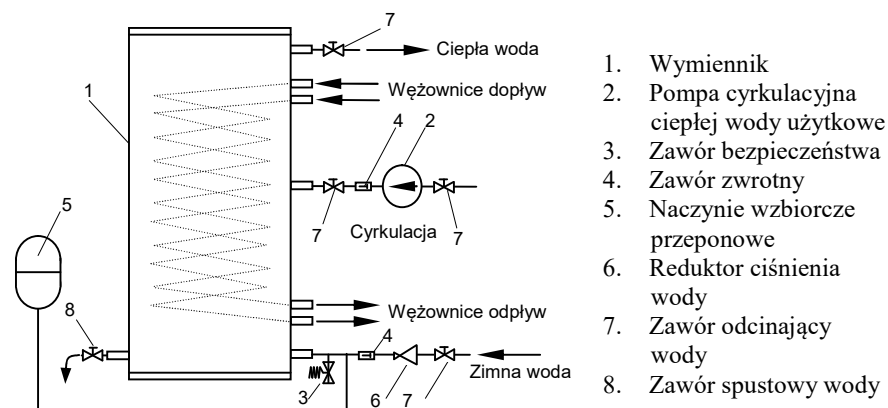 7
Ciepła woda
Wężownice dopływ
1
4
2
7
7
Cyrkulacja
5
8
Wężownice odpływ
4
Zimna woda
3
6
7
1. Wymiennik
2. Pompa cyrkulacyjna
ciepłej wody użytkowe
3. Zawór bezpieczeństwa
4. Zawór zwrotny
5. Naczynie wzbiorcze
przeponowe
6. Reduktor ciśnienia
wody
7. Zawór odcinający
wody
8. Zawór spustowy wody